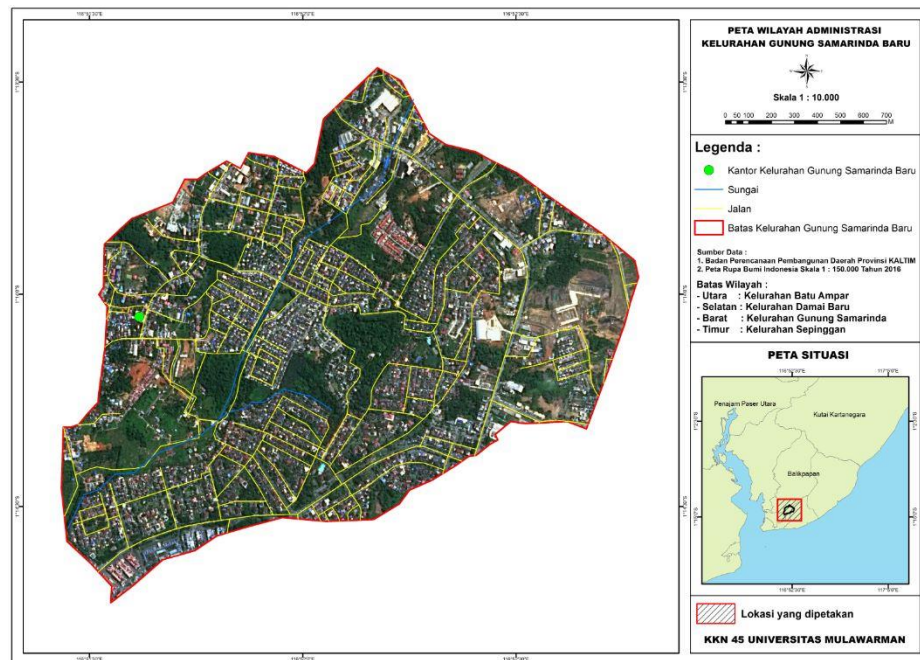 PETA WILAYAH ADMINISTRASI
KELURAHAN GUNUNG SAMARINDA BARU
Skala 1 : 10.000
0 50 100 200 300 400 500 600 700
M
Legenda :
Kantor Kelurahan Gunung Samarinda Baru
Sungai
Jalan
Batas Kelurahan Gunung Samarinda Baru
Sumber Data :
1. Badan Perencanaan Pembangunan Daerah Provinsi KALTIM
2. Peta Rupa Bumi Indonesia Skala 1 : 150.000 Tahun 2016
Batas Wilayah :
- Utara : Kelurahan Batu Ampar
- Selatan : Kelurahan Damai Baru
- Barat : Kelurahan Gunung Samarinda
- Timur : Kelurahan Sepinggan
PETA SITUASI
Penajam Paser Utara
Kutai Kartanegara
Balikpapan
Lokasi yang dipetakan
KKN 45 UNIVERSITAS MULAWARMAN